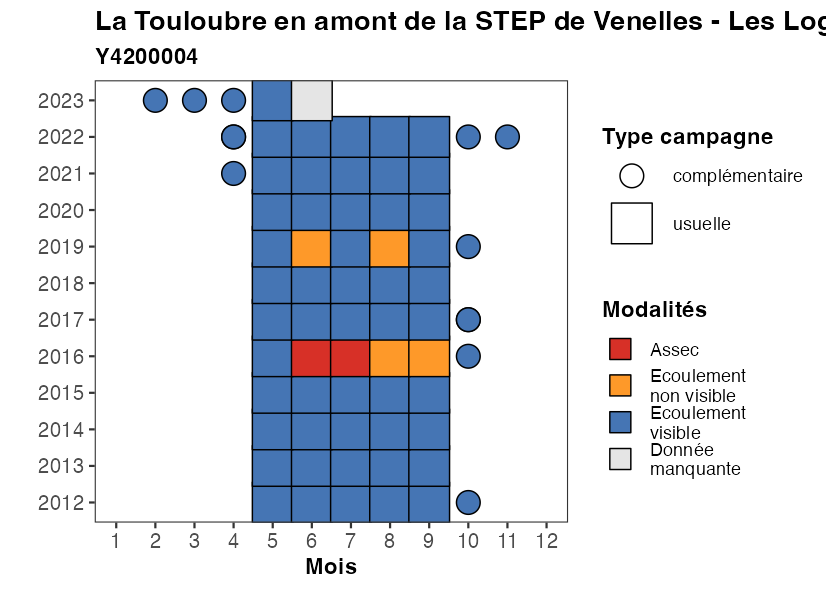 La Touloubre en amont de la STEP de Venelles - Les
Y4200004
2023
2022
2021
2020
2019
2018
2017
2016
2015
2014
2013
2012
1 2 3 4 5 6 7 8 9 10 11 12
Mois
Type campagne
complémentaire
usuelle
Modalités
Assec
Ecoulement
non visible
Ecoulement
visible
Donnée
manquante